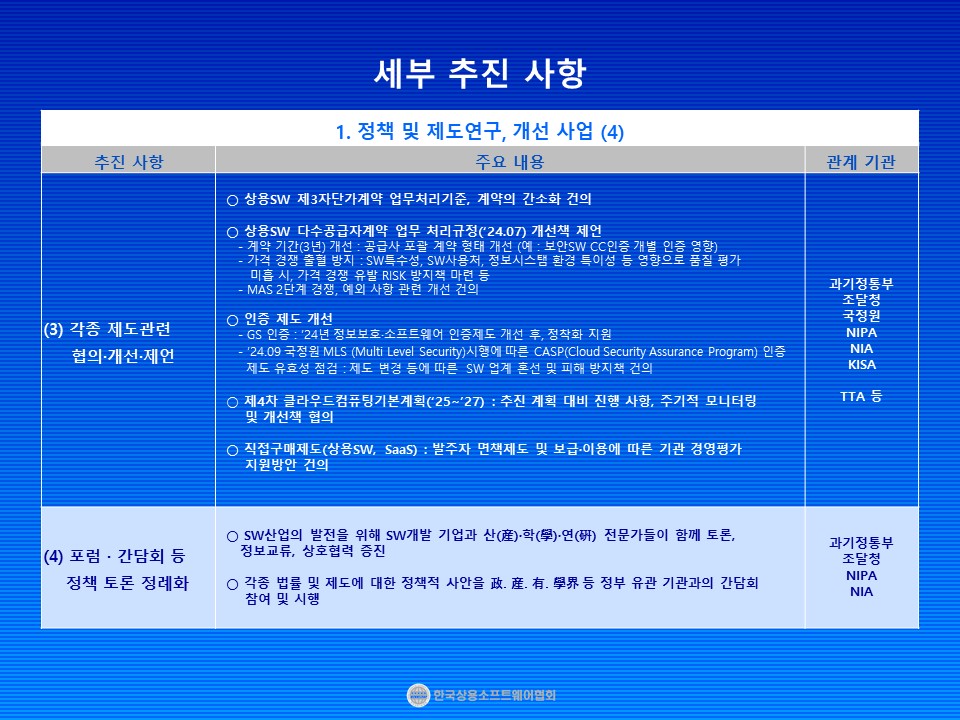 세부 추진 사항
1. 정책 및 제도연구, 개선 사업 (4)
추진 사항
주요 내용
관계 기관
(3) 각종 제도관련
협의·개선·제언
○ 상용SW 제3자단가계약 업무처리기준, 계약의 간소화 건의
○ 상용SW 다수공급자계약 업무 처리규정('24.07) 개선책 제언
- 계약 기간(3년) 개선 : 공급사 포괄 계약 형태 개선 (예 : 보안SW CC인증 개별 인증 영향)
- 가격 경쟁 출혈 방지 : SW특수성, SW사용처, 정보시스템 환경 특이성 등 영향으로 품질 평가
미흡 시, 가격 경쟁 유발 RISK 방지책 마련 등
- MAS 2단계 경쟁, 예외 사항 관련 개선 건의
○ 인증 제도 개선
- GS 인증 : '24년 정보보호·소프트웨어 인증제도 개선 후, 정착화 지원
- '24.09 국정원 MLS (Multi Level Security)시행에 따른 CASP(Cloud Security Assurance Program) 인증
제도 유효성 점검 : 제도 변경 등에 따른 SW 업계 혼선 및 피해 방지책 건의
○ 제4차 클라우드컴퓨팅기본계획('25~'27) : 추진 계획 대비 진행 사항, 주기적 모니터링
및 개선책 협의
○ 직접구매제도(상용SW, SaaS) : 발주자 면책제도 및 보급·이용에 따른 기관 경영평가
지원방안 건의
과기정통부
조달청
국정원
NIPA
NIA
KISA
TTA 등
(4) 포럼 · 간담회 등
정책 토론 정례화
○ SW산업의 발전을 위해 SW개발 기업과 산(産)·학(學)·연(硏) 전문가들이 함께 토론,
정보교류, 상호협력 증진
○ 각종 법률 및 제도에 대한 정책적 사안을 政. 産. 有. 學界 등 정부 유관 기관과의 간담회
참여 및 시행
과기정통부
조달청
NIPA
NIA
한국상용소프트웨어협회